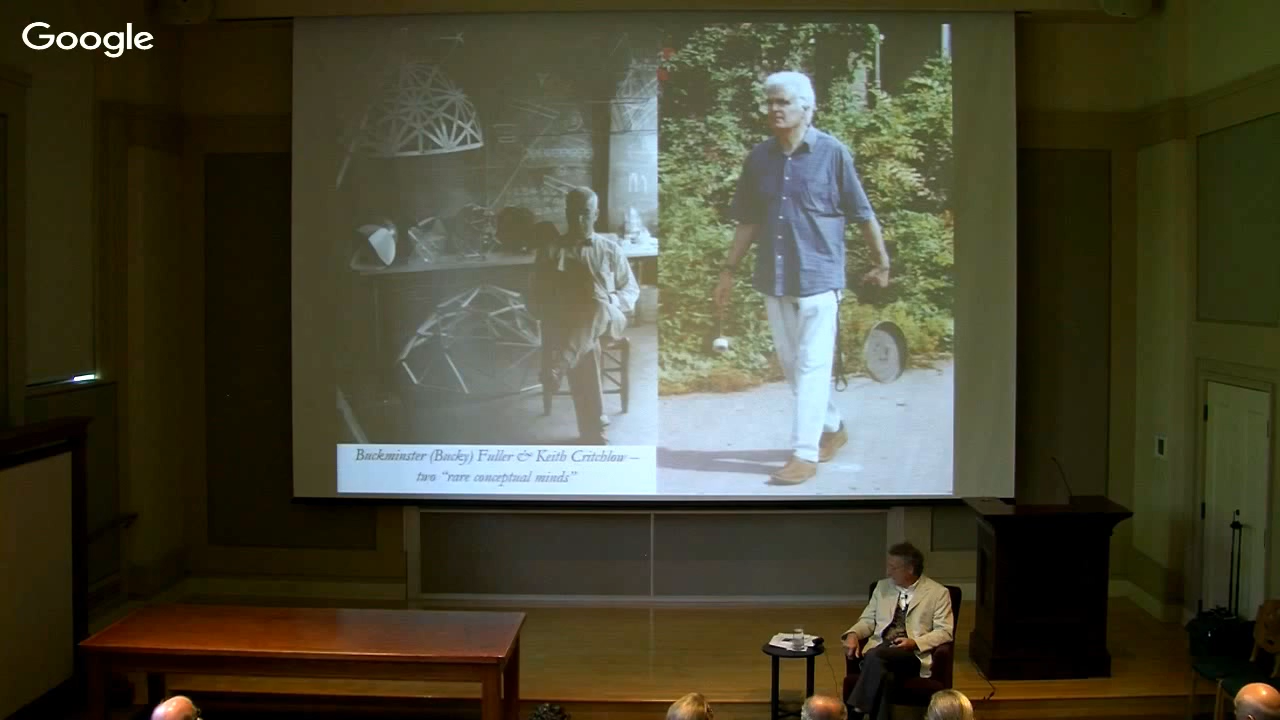 Google
Buckminster (Bucky) Fuller & Keith Critchlow –
two “rare conceptual minds”